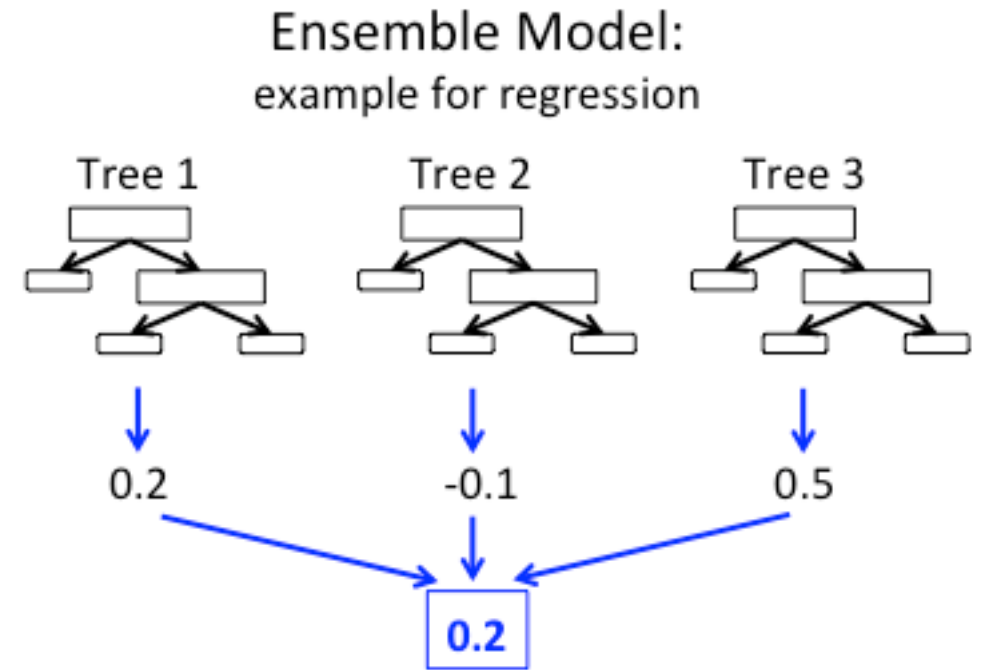 Ensemble Model:
example for regression
Tree 1
Tree 2
Tree 3
0.2
-0.1
0.5
0.2